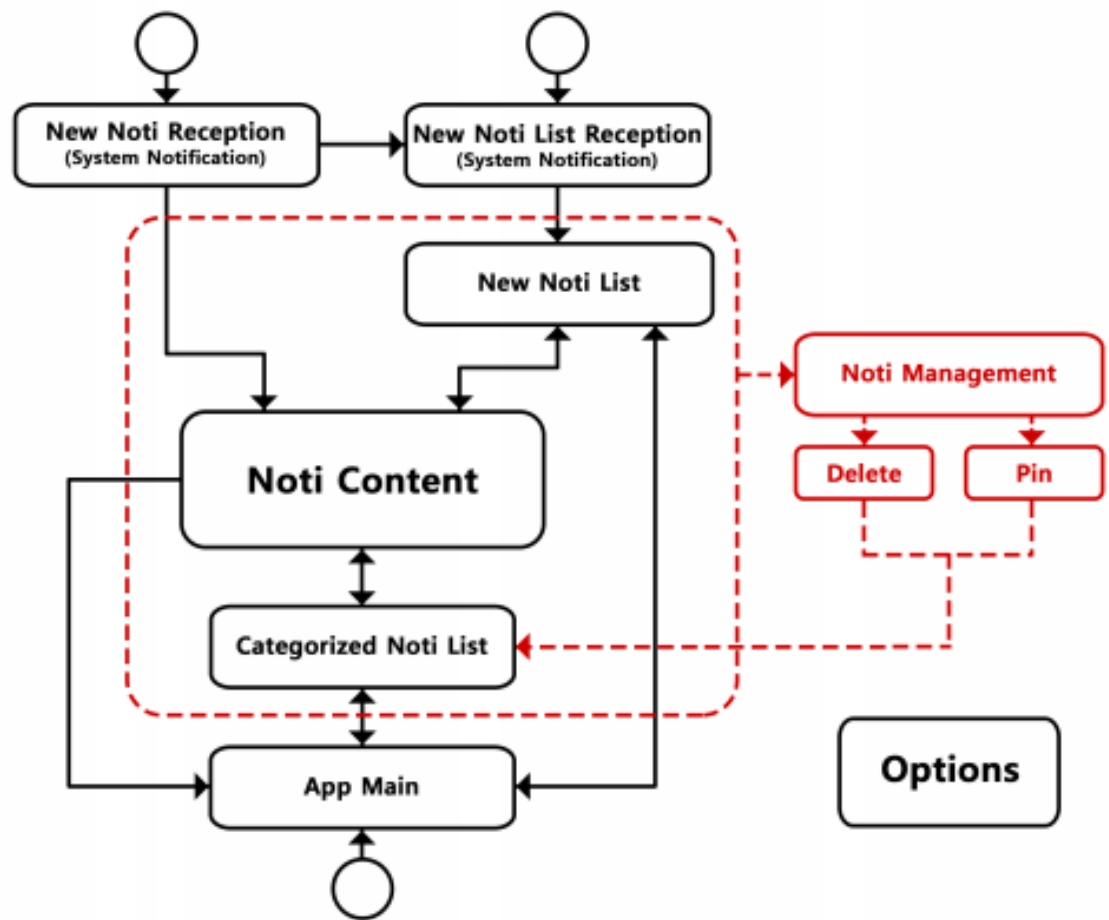 New Noti Reception
(System Notification)
New Noti List Reception
(System Notification)
New Noti List
Noti Management
Delete
Pin
Noti Content
Categorized Noti List
App Main
Options